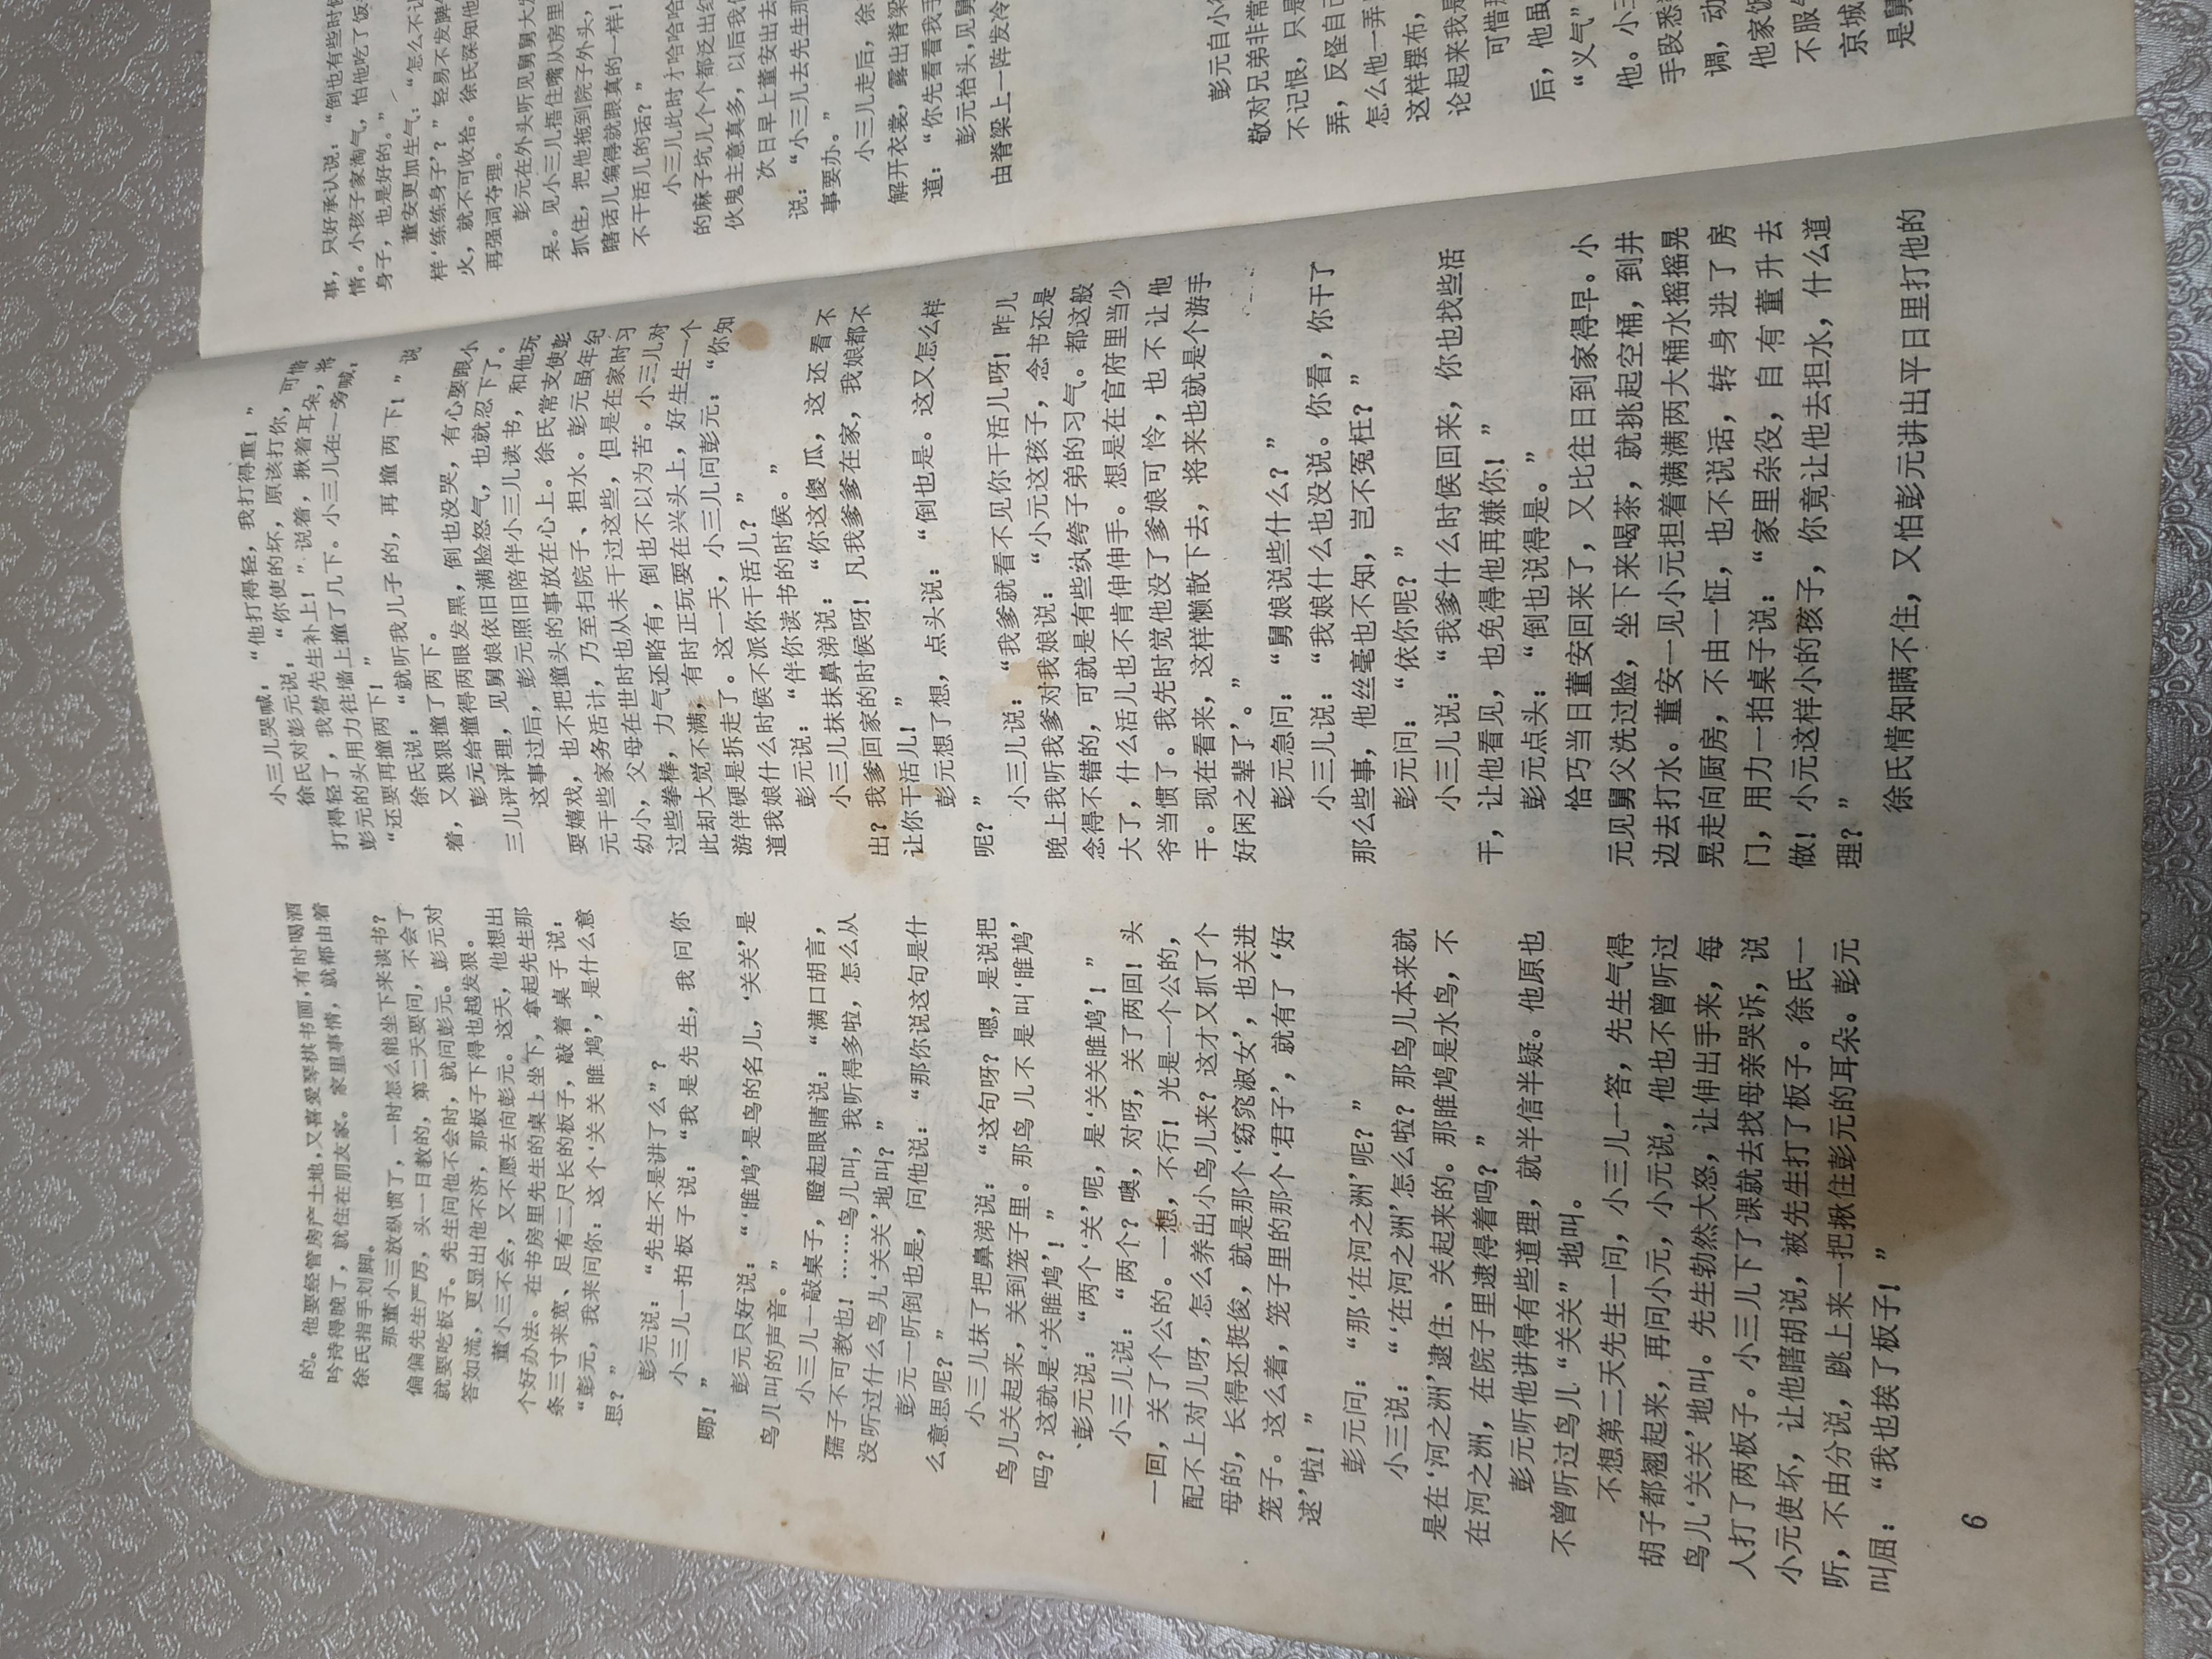 的。他要经管房产土地，又喜爱琴棋书画，有时喝酒
吟诗得晚了，就住在朋友家。家里事情，就都由着
徐氏指手划脚。
那董小三放纵惯了，一时怎么能坐下来读书？
偏偏先生严厉，头一日教的，第二天要问，不会了
就要吃板子。先生问他不会时，就问彭元。彭元对
答如流，更显出他不济，那板子下得也越发狠。
董小三不会，又不愿去向彭元。这天，他想出
个好办法。在书房里先生的桌上坐下，拿起先生那
条三寸来宽、足有二尺长的板子，敲着桌子说：
“彭元，我来问你：这个‘关关雎鸠’，是什么意
思？”
彭元说：“先生不是讲了么”？
小三儿一拍板子说：“我是先生，我问你
哪！”
彭元只好说：“‘雎鸠’是鸟的名儿，‘关关’是
鸟儿叫的声音。”
小三儿一敲桌子，瞪起眼睛说：“满口胡言，
孺子不可教也！……鸟儿叫，我听得多啦，怎么从
没听过什么鸟儿‘关关’地叫？”
彭元一听倒也是，问他说：“那你说这句是什
么意思呢？”
小三儿抹了把鼻涕说：“这句呀？嗯，是说把
鸟儿关起来，关到笼子里。那鸟儿不是叫‘雎鸠’
吗？这就是‘关雎鸠’！”
彭元说：“两个‘关’呢，是‘关关雎鸠’！”
小三儿说：“两个？噢，对呀，关了两回！头
一回，关了个公的。一想，不行！光是一个公的，
配不上对儿呀，怎么养出小鸟儿来？这才又抓了个
母的，长得还挺俊，就是那个‘窈窕淑女’，也关进
笼子。这么着，笼子里的那个‘君子’，就有了‘好
逑’啦！”
彭元问：“那‘在河之洲’呢？”
小三说：“‘在河之洲’怎么啦？那鸟儿本来就
是在‘河之洲’逮住、关起来的。那雎鸠是水鸟，不
在河之洲，在院子里逮得着吗？”
彭元听他讲得有些道理，就半信半疑。他原也
不曾听过鸟儿“关关”地叫。
不想第二天先生一问，小三儿一答，先生气得
胡子都翘起来，再问小元，小元说，他也不曾听过
鸟儿‘关关’地叫。先生勃然大怒，让伸出手来，每
人打了两板子。小三儿下了课就去找母亲哭诉，说
小元使坏，让他瞎胡说，被先生打了板子。徐氏一
听，不由分说，跳上来一把揪住彭元的耳朵。彭元
叫屈：“我也挨了板子！”
6
小三儿哭喊：“他打得轻，我打得重！”
徐氏对彭元说：“你使的坏，原该打你，可惜
打得轻了，我替先生补上！”说着，揪着耳朵，将
彭元的头用力往墙上撞了几下。小三儿在一旁喊：
“还要再撞两下！”
徐氏说：“就听我儿子的，再撞两下！”说
着，又狠狠撞了两下。
彭元给撞得两眼发黑，倒也没哭，有心要跟小
三儿评评理，见舅娘依旧满脸怒气，也就忍下了。
这事过后，彭元照旧陪伴小三儿读书，和他玩
耍嬉戏，也不把撞头的事放在心上。徐氏常支使彭
元干些家务活计，乃至扫院子、担水。彭元虽年纪
幼小，父母在世时也从未干过这些，但是在家时习
过些拳棒，力气还略有，倒也不以为苦。小三儿对
此却大觉不满，有时正玩耍在兴头上，好生生一个
游伴硬是折走了。这一天，小三儿问彭元：“你知
道我娘什么时候不派你干活儿？”
彭元说：“伴你读书的时候。”
小三儿抹抹鼻涕说：“你这傻瓜，这还看不
出？我爹回家的时候呀！凡我爹爹在家，我娘都不
让你干活儿！”
彭元想了想，点头说：“倒也是。这又怎么样
呢？”
小三儿说：“我爹就看不见你干活儿呀！昨儿
晚上我听我爹对我娘说：“小元这孩子，念书还是
念得不错的，可就是有些纨绔子弟的习气。都这般
大了，什么活儿也不肯伸伸手。想是在官府里当少
爷当惯了。我先时觉他没了爹娘可怜，也不让他
干。现在看来，这样懒散下去，将来也就是个游手
好闲之辈了’。”
彭元急问：“舅娘说些什么？”
小三儿说：“我娘什么也没说。你看，你干了
那么些事，他丝毫也不知，岂不冤枉？”
彭元问：“依你呢？”
小三儿说：“我爹什么时候回来，你也找些活
干，让他看见，也免得他再嫌你！”
彭元点头：“倒也说得是。”
恰巧当日董安回来了，又比往日到家得早。小
元见舅父洗过脸，坐下来喝茶，就挑起空桶，到井
边去打水。董安一见小元担着满满两大桶水摇摇晃
晃走向厨房，不由一怔，也不说话，转身进了房
门，用力一拍桌子说：“家里杂役，自有董升去
做！小元这样小的孩子，你竟让他去担水，什么道
理？”
徐氏情知瞒不住，又怕彭元讲出平日里打他的
事，只好承认说：“倒也有些时候
情。小孩子家淘气，怕他吃了饭
身子，也是好的。”
董安更加生气：“怎么不让
样‘练练身子’？”轻易不发脾
火，就不可收拾。徐氏深知他
再强词夺理。
彭元在外头听见舅舅大发
呆。见小三儿捂住嘴从房里
抓住，把他拖到院子外头，
瞎话儿编得就跟真的一样！
不干活儿的话？”
小三儿此时才哈哈哈
的麻子坑儿个个都泛出红
伙鬼主意真多，以后我
次日早上董安出去
说：“小三儿去先生那
事要办。”
小三儿走后，徐
解开衣裳，露出脊梁
道：“你先看看我手
彭元抬头，见舅
由脊梁上一阵发冷
彭元自小
敬对兄弟非常
不记恨，只是
弄，反怪自己
怎么他一弄
这样摆布，
论起来我是
可惜
后，他虽
“义气”
他。小三
手段悉
调，动
他家饭
不服
京城
是舅